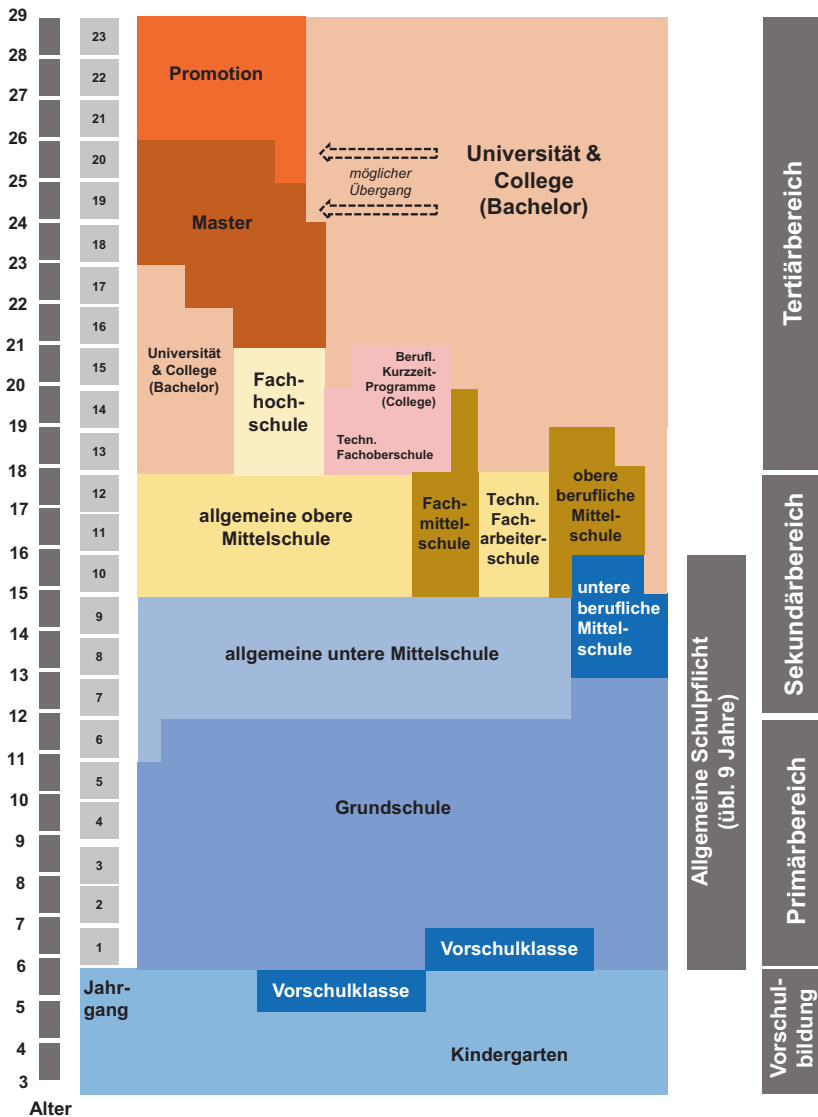 29
28
27
26
25
24
23
22
21
20
19
18
17
16
15
14
13
12
11
10
9
8
7
6
5
4
3
Alter
23
22
21
20
19
18
17
16
15
14
13
12
11
10
9
8
7
6
5
4
3
2
1
Jahr-
gang
Promotion
Master
möglicher
Übergang
Universität &
College
(Bachelor)
Universität
& College
(Bachelor)
Fach-
hoch-
schule
Berufl.
Kurzzeit-
Programme
(College)
Techn.
Fachoberschule
allgemeine obere
Mittelschule
Fach-
mittel-
schule
Techn.
Fach-
arbeiter-
schule
obere
berufliche
Mittel-
schule
untere
berufliche
Mittel-
schule
allgemeine untere Mittelschule
Grundschule
Vorschulklasse
Vorschulklasse
Kindergarten
Allgemeine Schulpflicht
(übl. 9 Jahre)
Tertiärbereich
Sekundärbereich
Primärbereich
Vorschul-
bildung